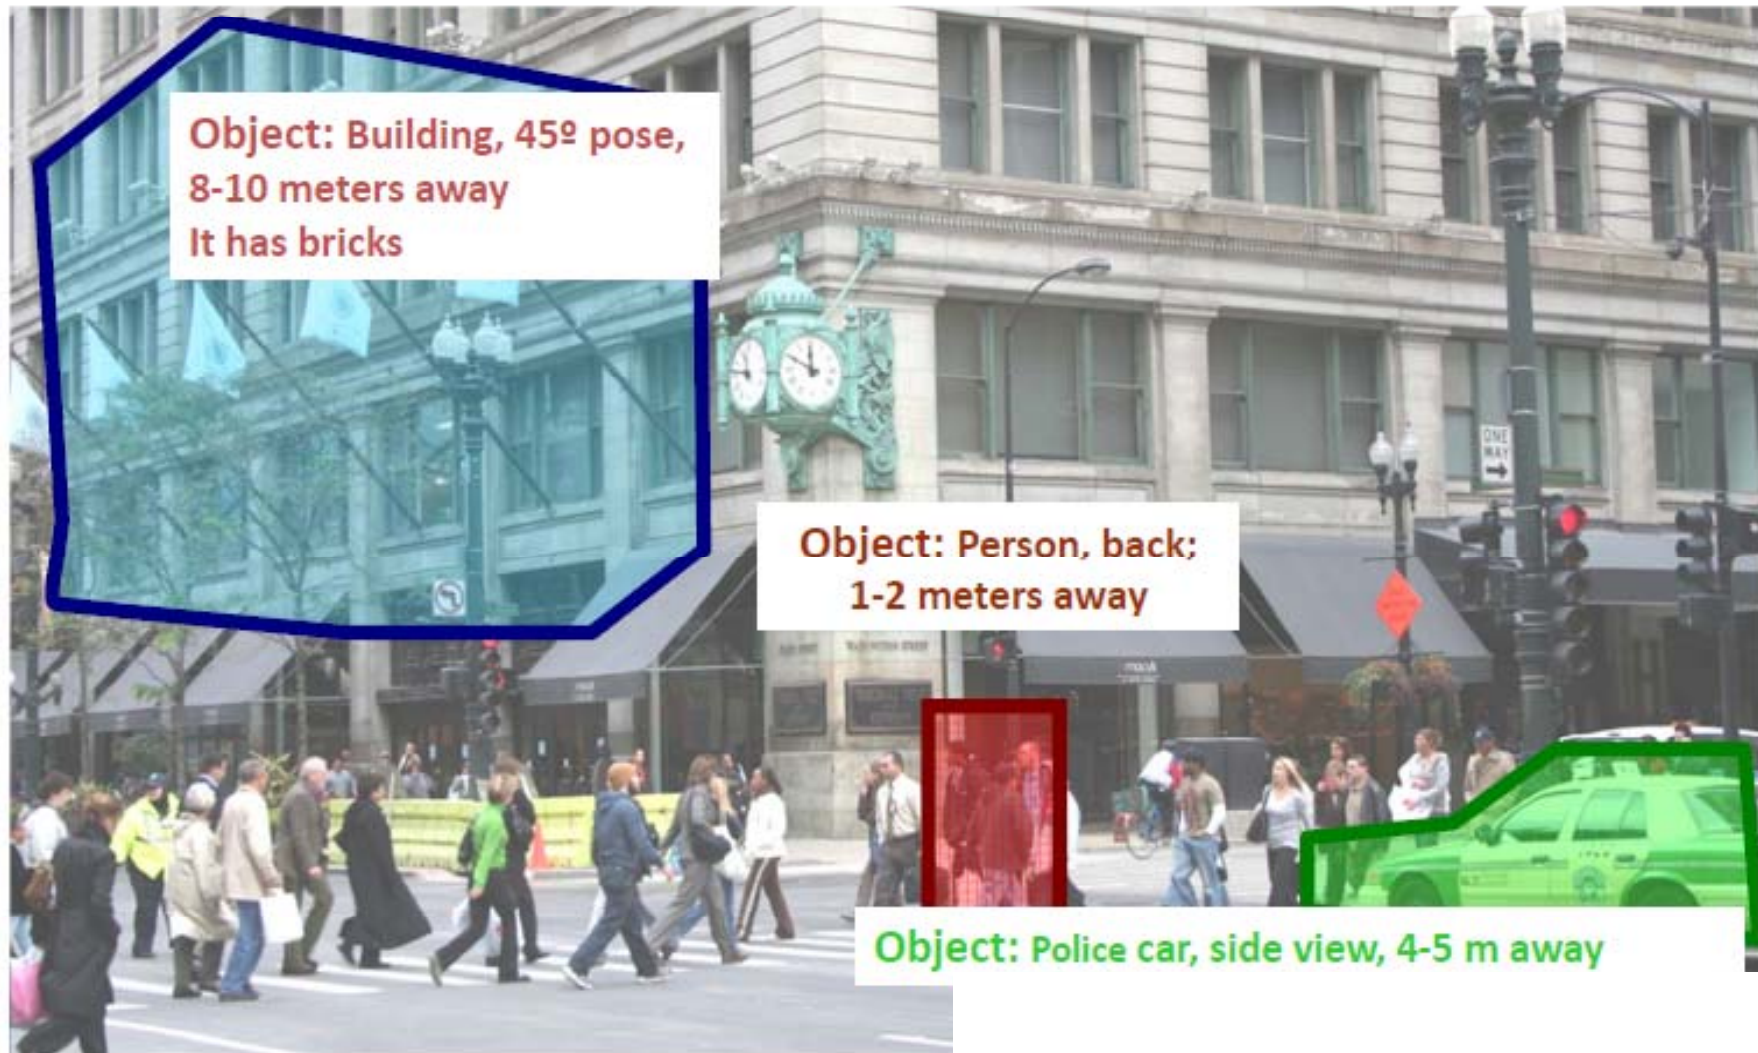 Object: Building, 45º pose,
8-10 meters away
It has bricks
ONE
WAY
Object: Person, back;
1-2 meters away
macy's
Object: Police car, side view, 4-5 m away